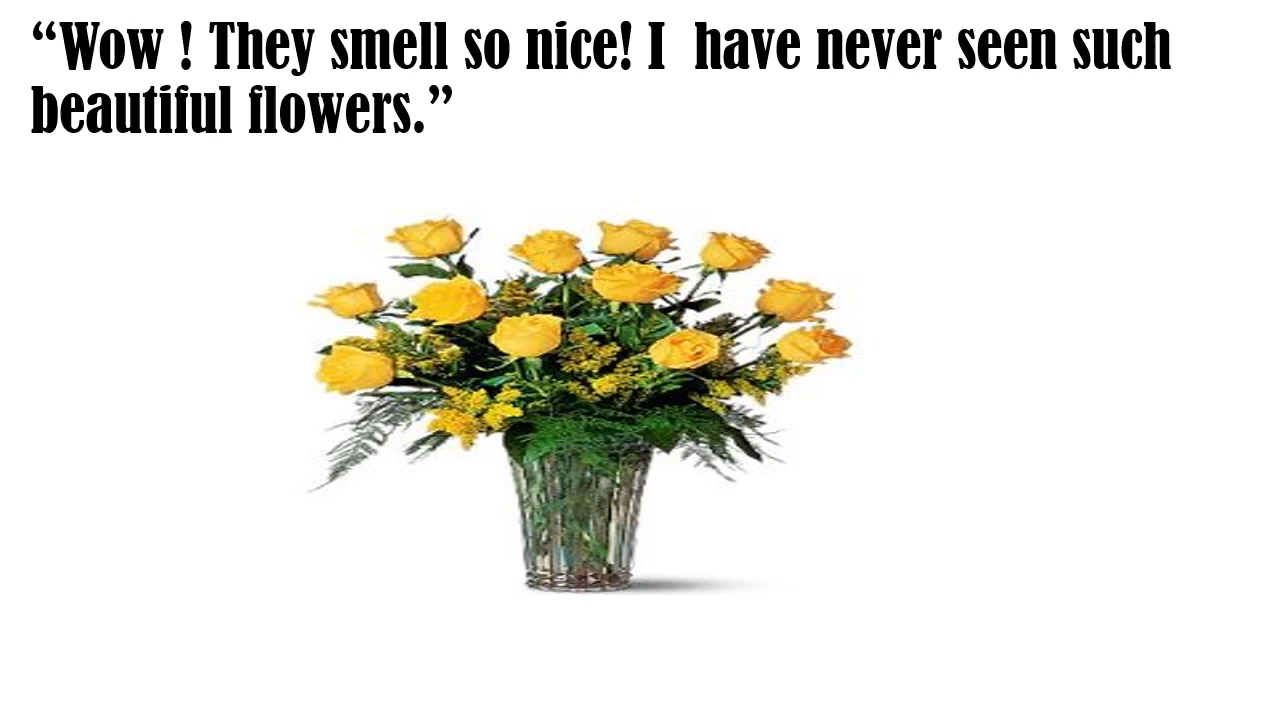 “Wow ! They smell so nice! I  have never seen such
beautiful flowers.”